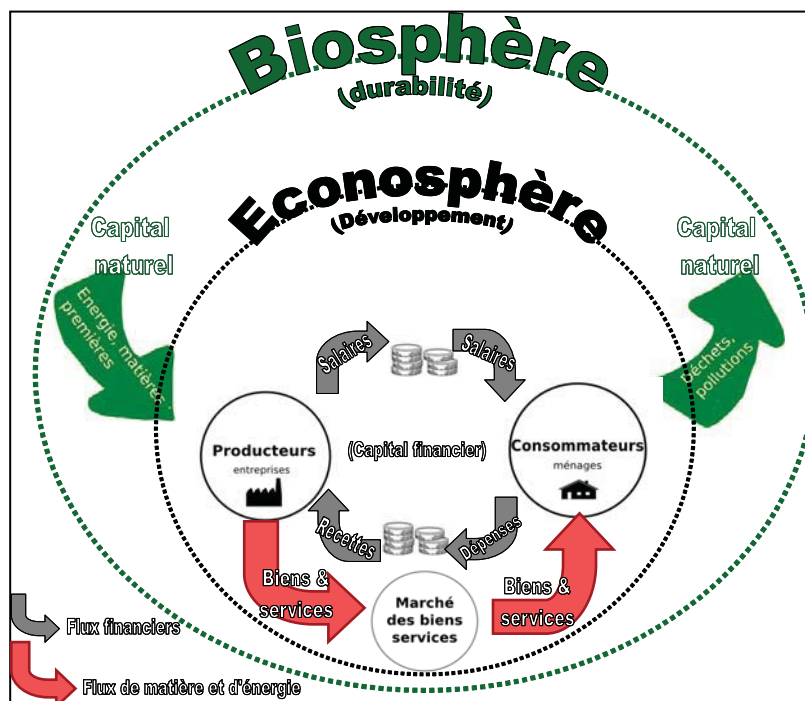 Biosphère
(durabilité)
Econosphère
(Développement)
Capital
naturel
Capital
naturel
Energie, matières,
premières
Déchets,
pollutions
Salaires
Salaires
Producteurs
entreprises
(Capital financier)
Consommateurs
ménages
Recettes
Dépenses
Biens &
services
Marché
des biens
services
Biens &
services
Flux financiers
Flux de matière et d'énergie